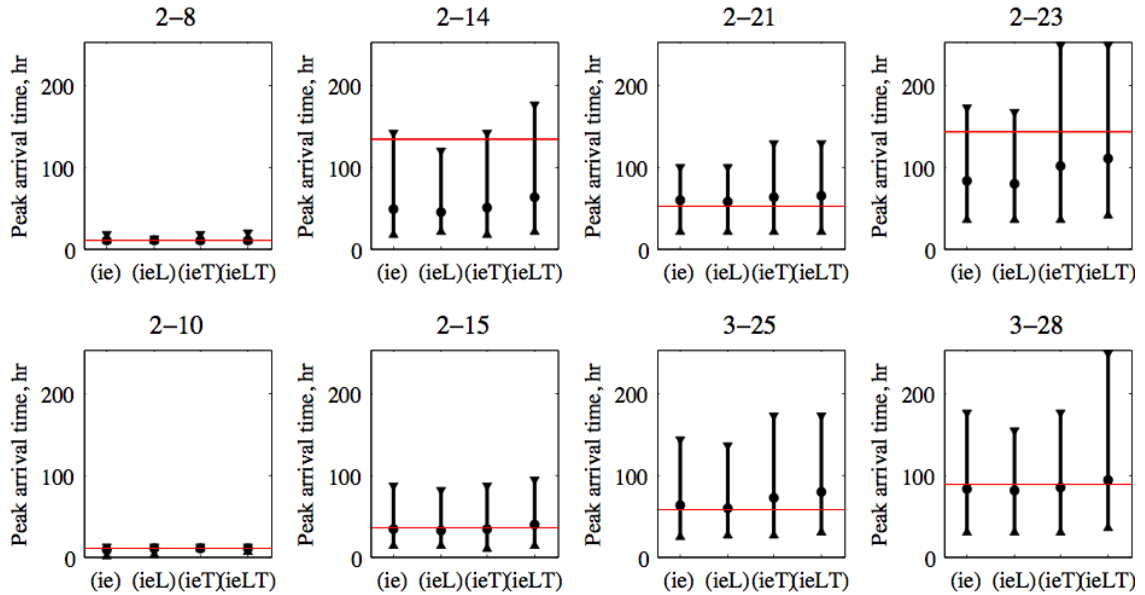 2−8 2−14 2−21 2−23
Peak arrival time, hr Peak arrival time, hr Peak arrival time, hr Peak arrival time, hr
200 200 200 200
100 100 100 100
0 0 0 0
(ie) (ieL) (ieT)(ieLT) (ie) (ieL) (ieT)(ieLT) (ie) (ieL) (ieT)(ieLT) (ie) (ieL) (ieT)(ieLT)
2−10 2−15 3−25 3−28
Peak arrival time, hr Peak arrival time, hr Peak arrival time, hr Peak arrival time, hr
200 200 200 200
100 100 100 100
0 0 0 0
(ie) (ieL) (ieT)(ieLT) (ie) (ieL) (ieT)(ieLT) (ie) (ieL) (ieT)(ieLT) (ie) (ieL) (ieT)(ieLT)